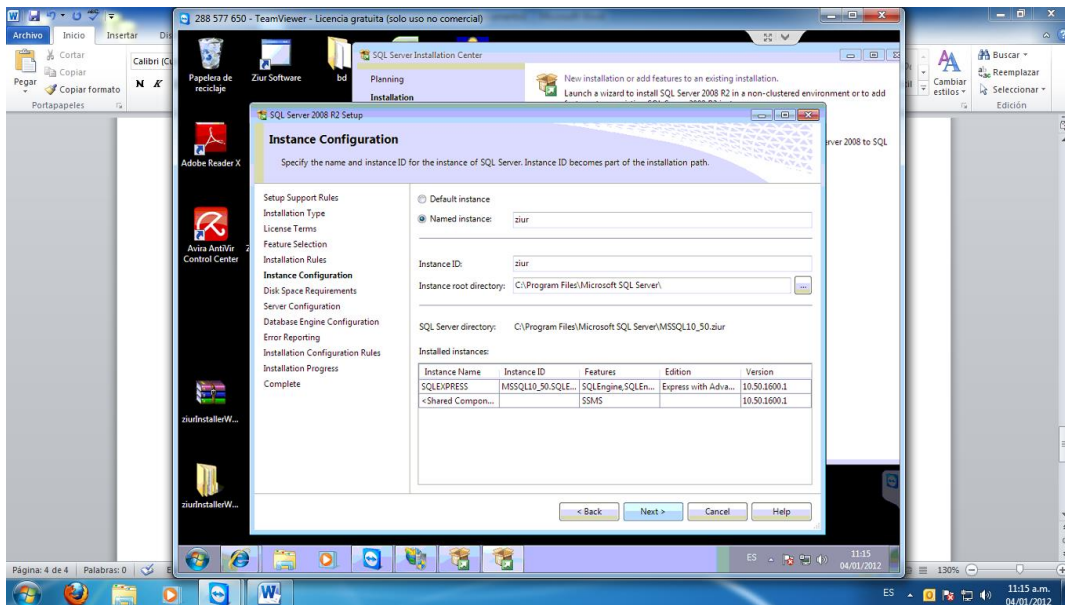 288 577 650 - TeamViewer - Licencia gratuita (solo uso no comercial)
Archivo
Inicio
Insertar
Cortar
Copiar
Copiar formato
Pegar
Portapapeles
Calibri (Cu
N K
Cambiar
estilos
Buscar
Reemplazar
Seleccionar
Edición
Papelera de
reciclaje
Ziur Software
bd
Adobe Reader X
Avira AntiVir
Control Center
ziurInstallerW...
ziurInstallerW...
SQL Server Installation Center
Planning
Installation
New installation or add features to an existing installation.
Launch a wizard to install SQL Server 2008 R2 in a non-clustered environment or to add
erver 2008 to SQL
SQL Server 2008 R2 Setup
Instance Configuration
Specify the name and instance ID for the instance of SQL Server. Instance ID becomes part of the installation path.
Setup Support Rules
Installation Type
License Terms
Feature Selection
Installation Rules
Instance Configuration
Disk Space Requirements
Server Configuration
Database Engine Configuration
Error Reporting
Installation Configuration Rules
Installation Progress
Complete
Default instance
Named instance: ziur
Instance ID: ziur
Instance root directory: C:\Program Files\Microsoft SQL Server\ ...
SQL Server directory: C:\Program Files\Microsoft SQL Server\MSSQL10_50.ziur
Installed instances:
Instance Name Instance ID Features Edition Version
SQLEXPRESS MSSQL10_50.SQLE... SQLEngine,SQLEn... Express with Adva... 10.50.1600.1
<Shared Compon... SSMS 10.50.1600.1
< Back Next > Cancel Help
ES 11:15
04/01/2012
Página: 4 de 4 Palabras: 0
130%
ES 11:15 a.m.
04/01/2012